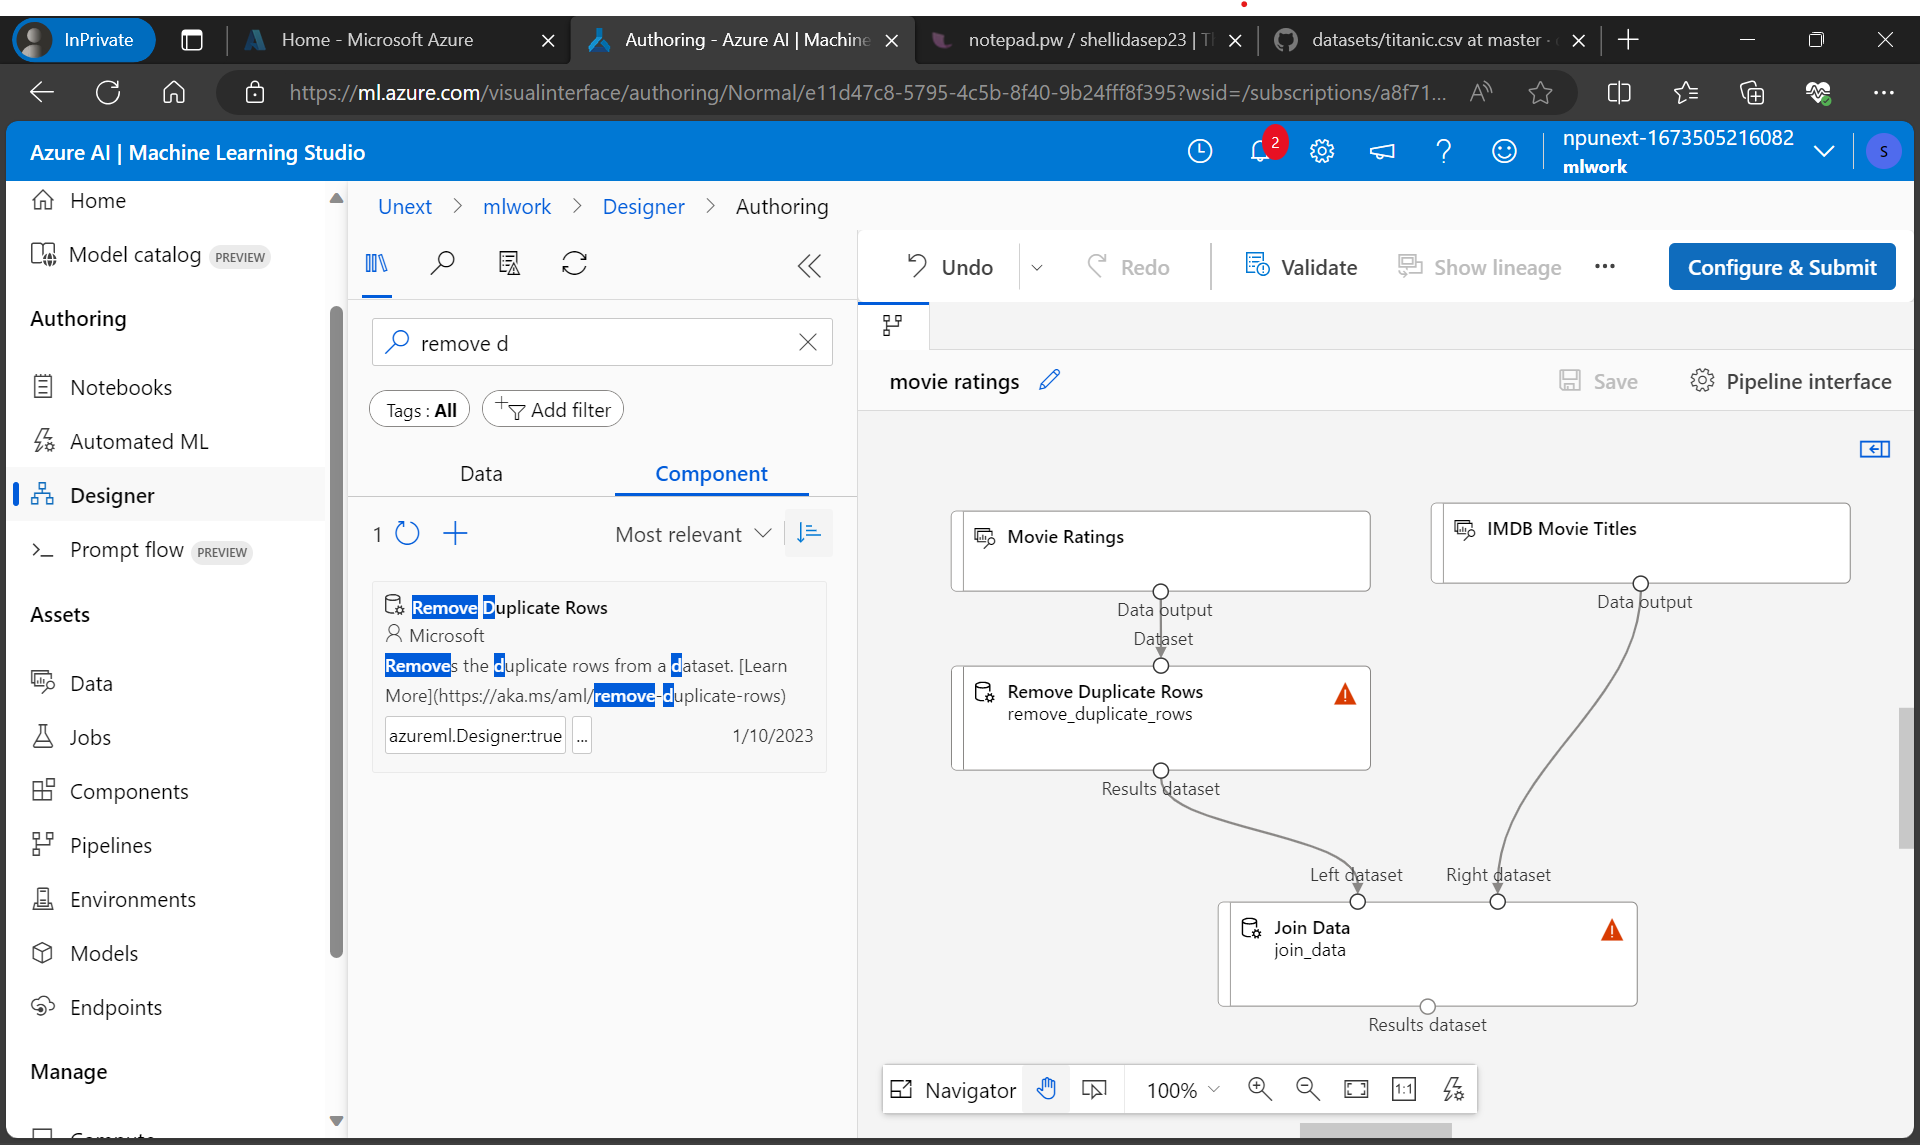 InPrivate
Home - Microsoft Azure
Authoring - Azure AI | Machine
notepad.pw / shellidasep23 | Th
datasets/titanic.csv at master ·
https://ml.azure.com/visualinterface/authoring/Normal/e11d47c8-5795-4c5b-8f40-9b24fff8f395?wsid=/subscriptions/a8f71...
Azure AI | Machine Learning Studio
2
npunext-1673505216082
mlwork
S
Home
Model catalog PREVIEW
Authoring
Notebooks
Automated ML
Designer
Prompt flow PREVIEW
Assets
Data
Jobs
Components
Pipelines
Environments
Models
Endpoints
Manage
Unext > mlwork > Designer > Authoring
remove d
Tags : All
Add filter
Data
Component
1
Most relevant
Remove Duplicate Rows
Microsoft
Removes the duplicate rows from a dataset. [Learn
More](https://aka.ms/aml/remove-duplicate-rows)
azureml.Designer:true
...
1/10/2023
Undo
Redo
Validate
Show lineage
Configure & Submit
movie ratings
Save
Pipeline interface
Movie Ratings
Data output
IMDB Movie Titles
Data output
Dataset
Remove Duplicate Rows
remove_duplicate_rows
Results dataset
Left dataset
Right dataset
Join Data
join_data
Results dataset
Navigator
100%
1:1